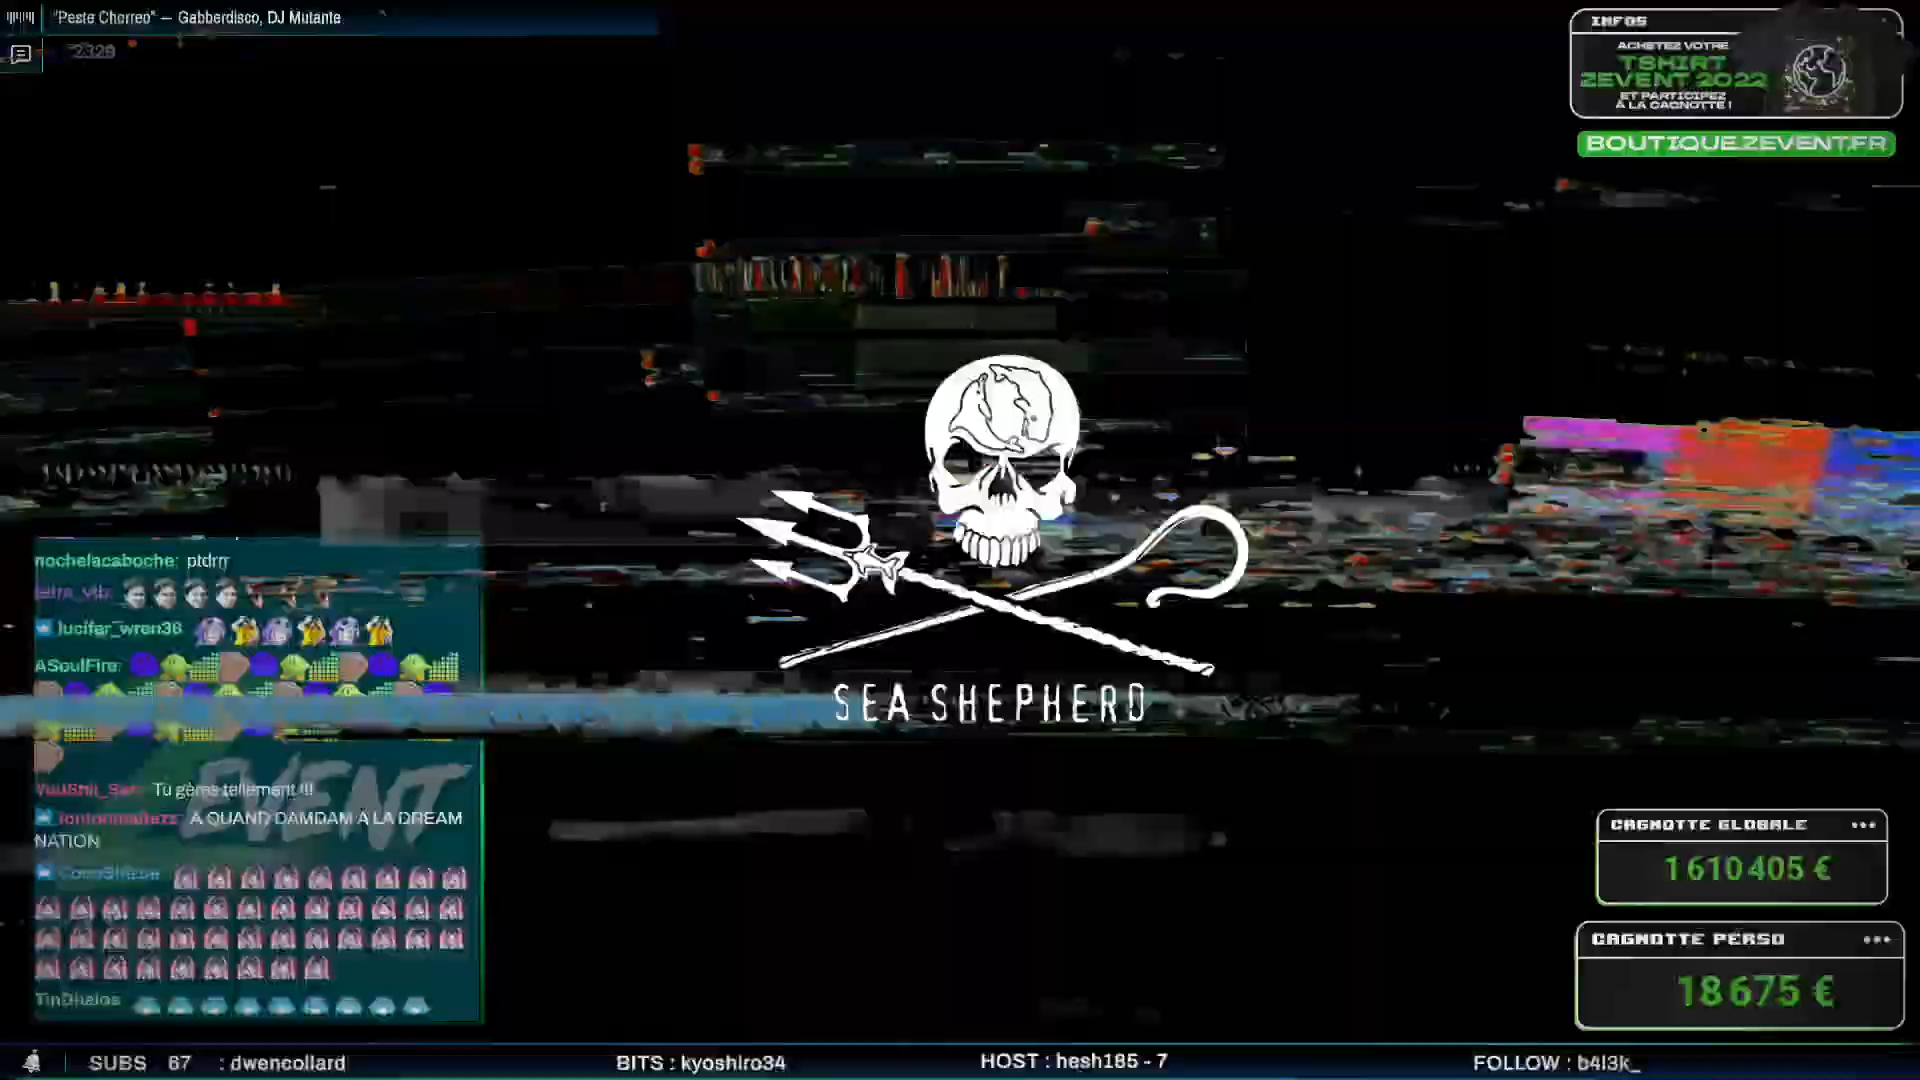 "Peste Chorreo" – Gabberdisco, DJ Mutante
2329
INFOS
ACHETEZ VOTRE
TSHIRT
ZEVENT 2022
ET PARTICIPEZ
À LA CAGNOTTE !
BOUTIQUE.ZEVENT.FR
SEA SHEPHERD
nochelacaboche: ptdrrr
lucifer_wren36
ASoulFire:
EVENT
Tu gères tellement !!!
A QUAND DAMDAM À LA DREAM
NATION
CAGNOTTE GLOBALE
1 610 405 €
CAGNOTTE PERSO
18 675 €
SUBS 67 : dwencollard
BITS : kyoshiro34
HOST : hesh185 - 7
FOLLOW : b4l3k_